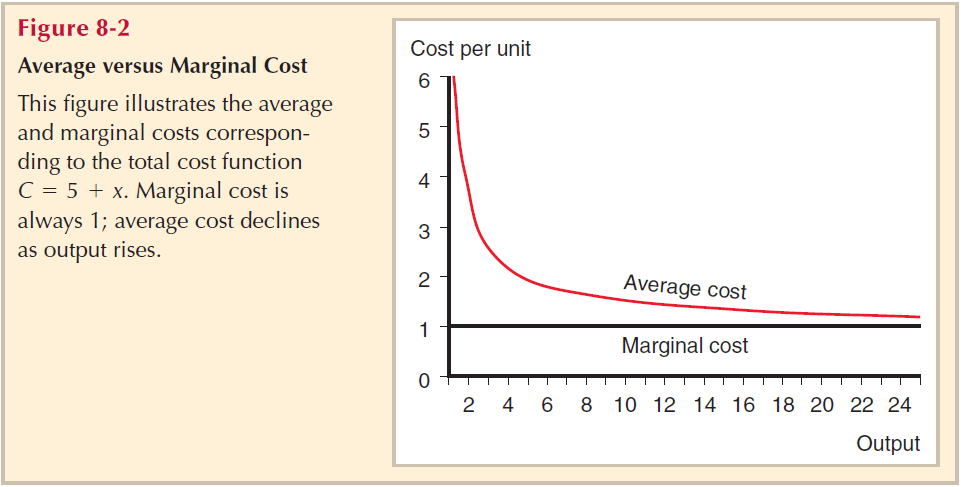 Figure 8-2
Average versus Marginal Cost
This figure illustrates the average
and marginal costs correspon-
ding to the total cost function
C = 5 + x. Marginal cost is
always 1; average cost declines
as output rises.
Cost per unit
6
5
4
3
2
1
0
Average cost
Marginal cost
2 4 6 8 10 12 14 16 18 20 22 24
Output